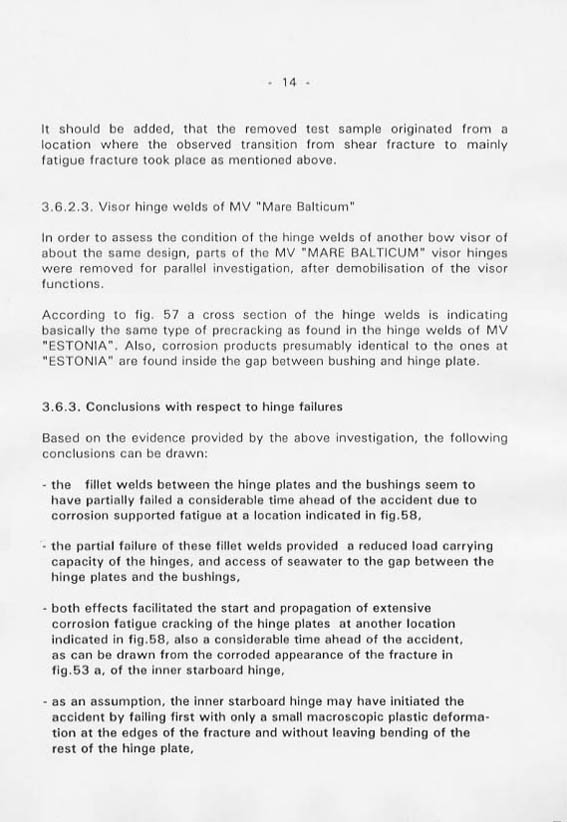 - 14 -
It should be added, that the removed test sample originated from a
location where the observed transition from shear fracture to mainly
fatigue fracture took place as mentioned above.
3.6.2.3. Visor hinge welds of MV "Mare Balticum"
In order to assess the condition of the hinge welds of another bow visor of
about the same design, parts of the MV "MARE BALTICUM" visor hinges
were removed for parallel investigation, after demobilisation of the visor
functions.
According to fig. 57 a cross section of the hinge welds is indicating
basically the same type of precracking as found in the hinge welds of MV
"ESTONIA". Also, corrosion products presumably identical to the ones at
"ESTONIA" are found inside the gap between bushing and hinge plate.
3.6.3. Conclusions with respect to hinge failures
Based on the evidence provided by the above investigation, the following
conclusions can be drawn:
- the fillet welds between the hinge plates and the bushings seem to
have partially failed a considerable time ahead of the accident due to
corrosion supported fatigue at a location indicated in fig.58,
- the partial failure of these fillet welds provided a reduced load carrying
capacity of the hinges, and access of seawater to the gap between the
hinge plates and the bushings,
- both effects facilitated the start and propagation of extensive
corrosion fatigue cracking of the hinge plates at another location
indicated in fig.58, also a considerable time ahead of the accident,
as can be drawn from the corroded appearance of the fracture in
fig.53 a, of the inner starboard hinge,
- as an assumption, the inner starboard hinge may have initiated the
accident by failing first with only a small macroscopic plastic deforma-
tion at the edges of the fracture and without leaving bending of the
rest of the hinge plate,